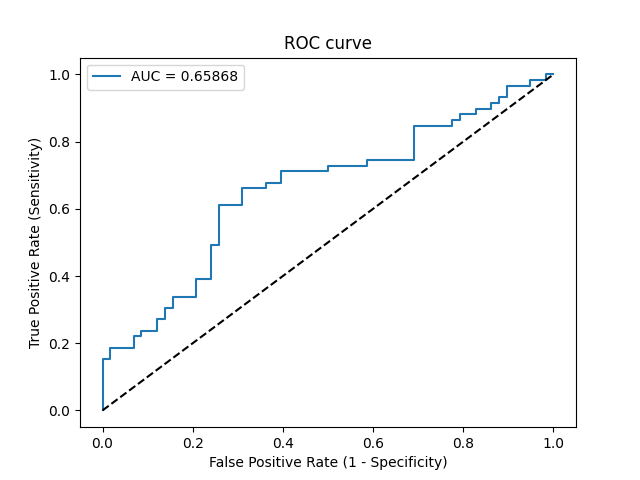 ROC curve
AUC = 0.65868
1.0
0.8
0.6
0.4
0.2
0.0
True Positive Rate (Sensitivity)
0.0 0.2 0.4 0.6 0.8 1.0
False Positive Rate (1 - Specificity)